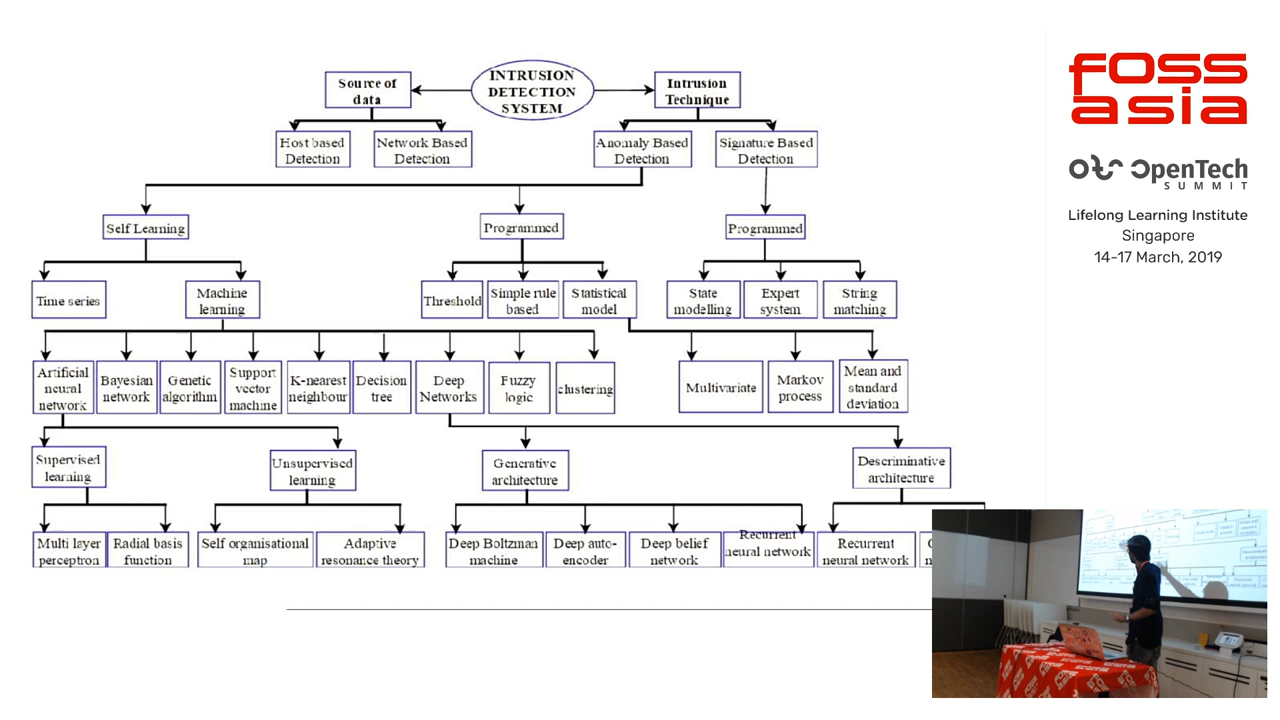 INTRUSION
DETECTION
SYSTEM
Source of
data
Intrusion
Technique
Host based
Detection
Network Based
Detection
Anomaly Based
Detection
Signature Based
Detection
Self Learning
Programmed
Programmed
Time series
Machine
learning
Threshold
Simple rule
based
Statistical
model
State
modelling
Expert
system
String
matching
Artificial
neural
network
Bayesian
network
Genetic
algorithm
Support
vector
machine
K-nearest
neighbour
Decision
tree
Deep
Networks
Fuzzy
logic
clustering
Multivariate
Markov
process
Mean and
standard
deviation
Supervised
learning
Unsupervised
learning
Generative
architecture
Descriminative
architecture
Multi layer
perceptron
Radial basis
function
Self organisational
map
Adaptive
resonance theory
Deep Boltzman
machine
Deep auto-
encoder
Deep belief
network
Recurrent
neural network
Recurrent
neural network
FOSS
asia
OpenTech
SUMMIT
Lifelong Learning Institute
Singapore
14-17 March, 2019